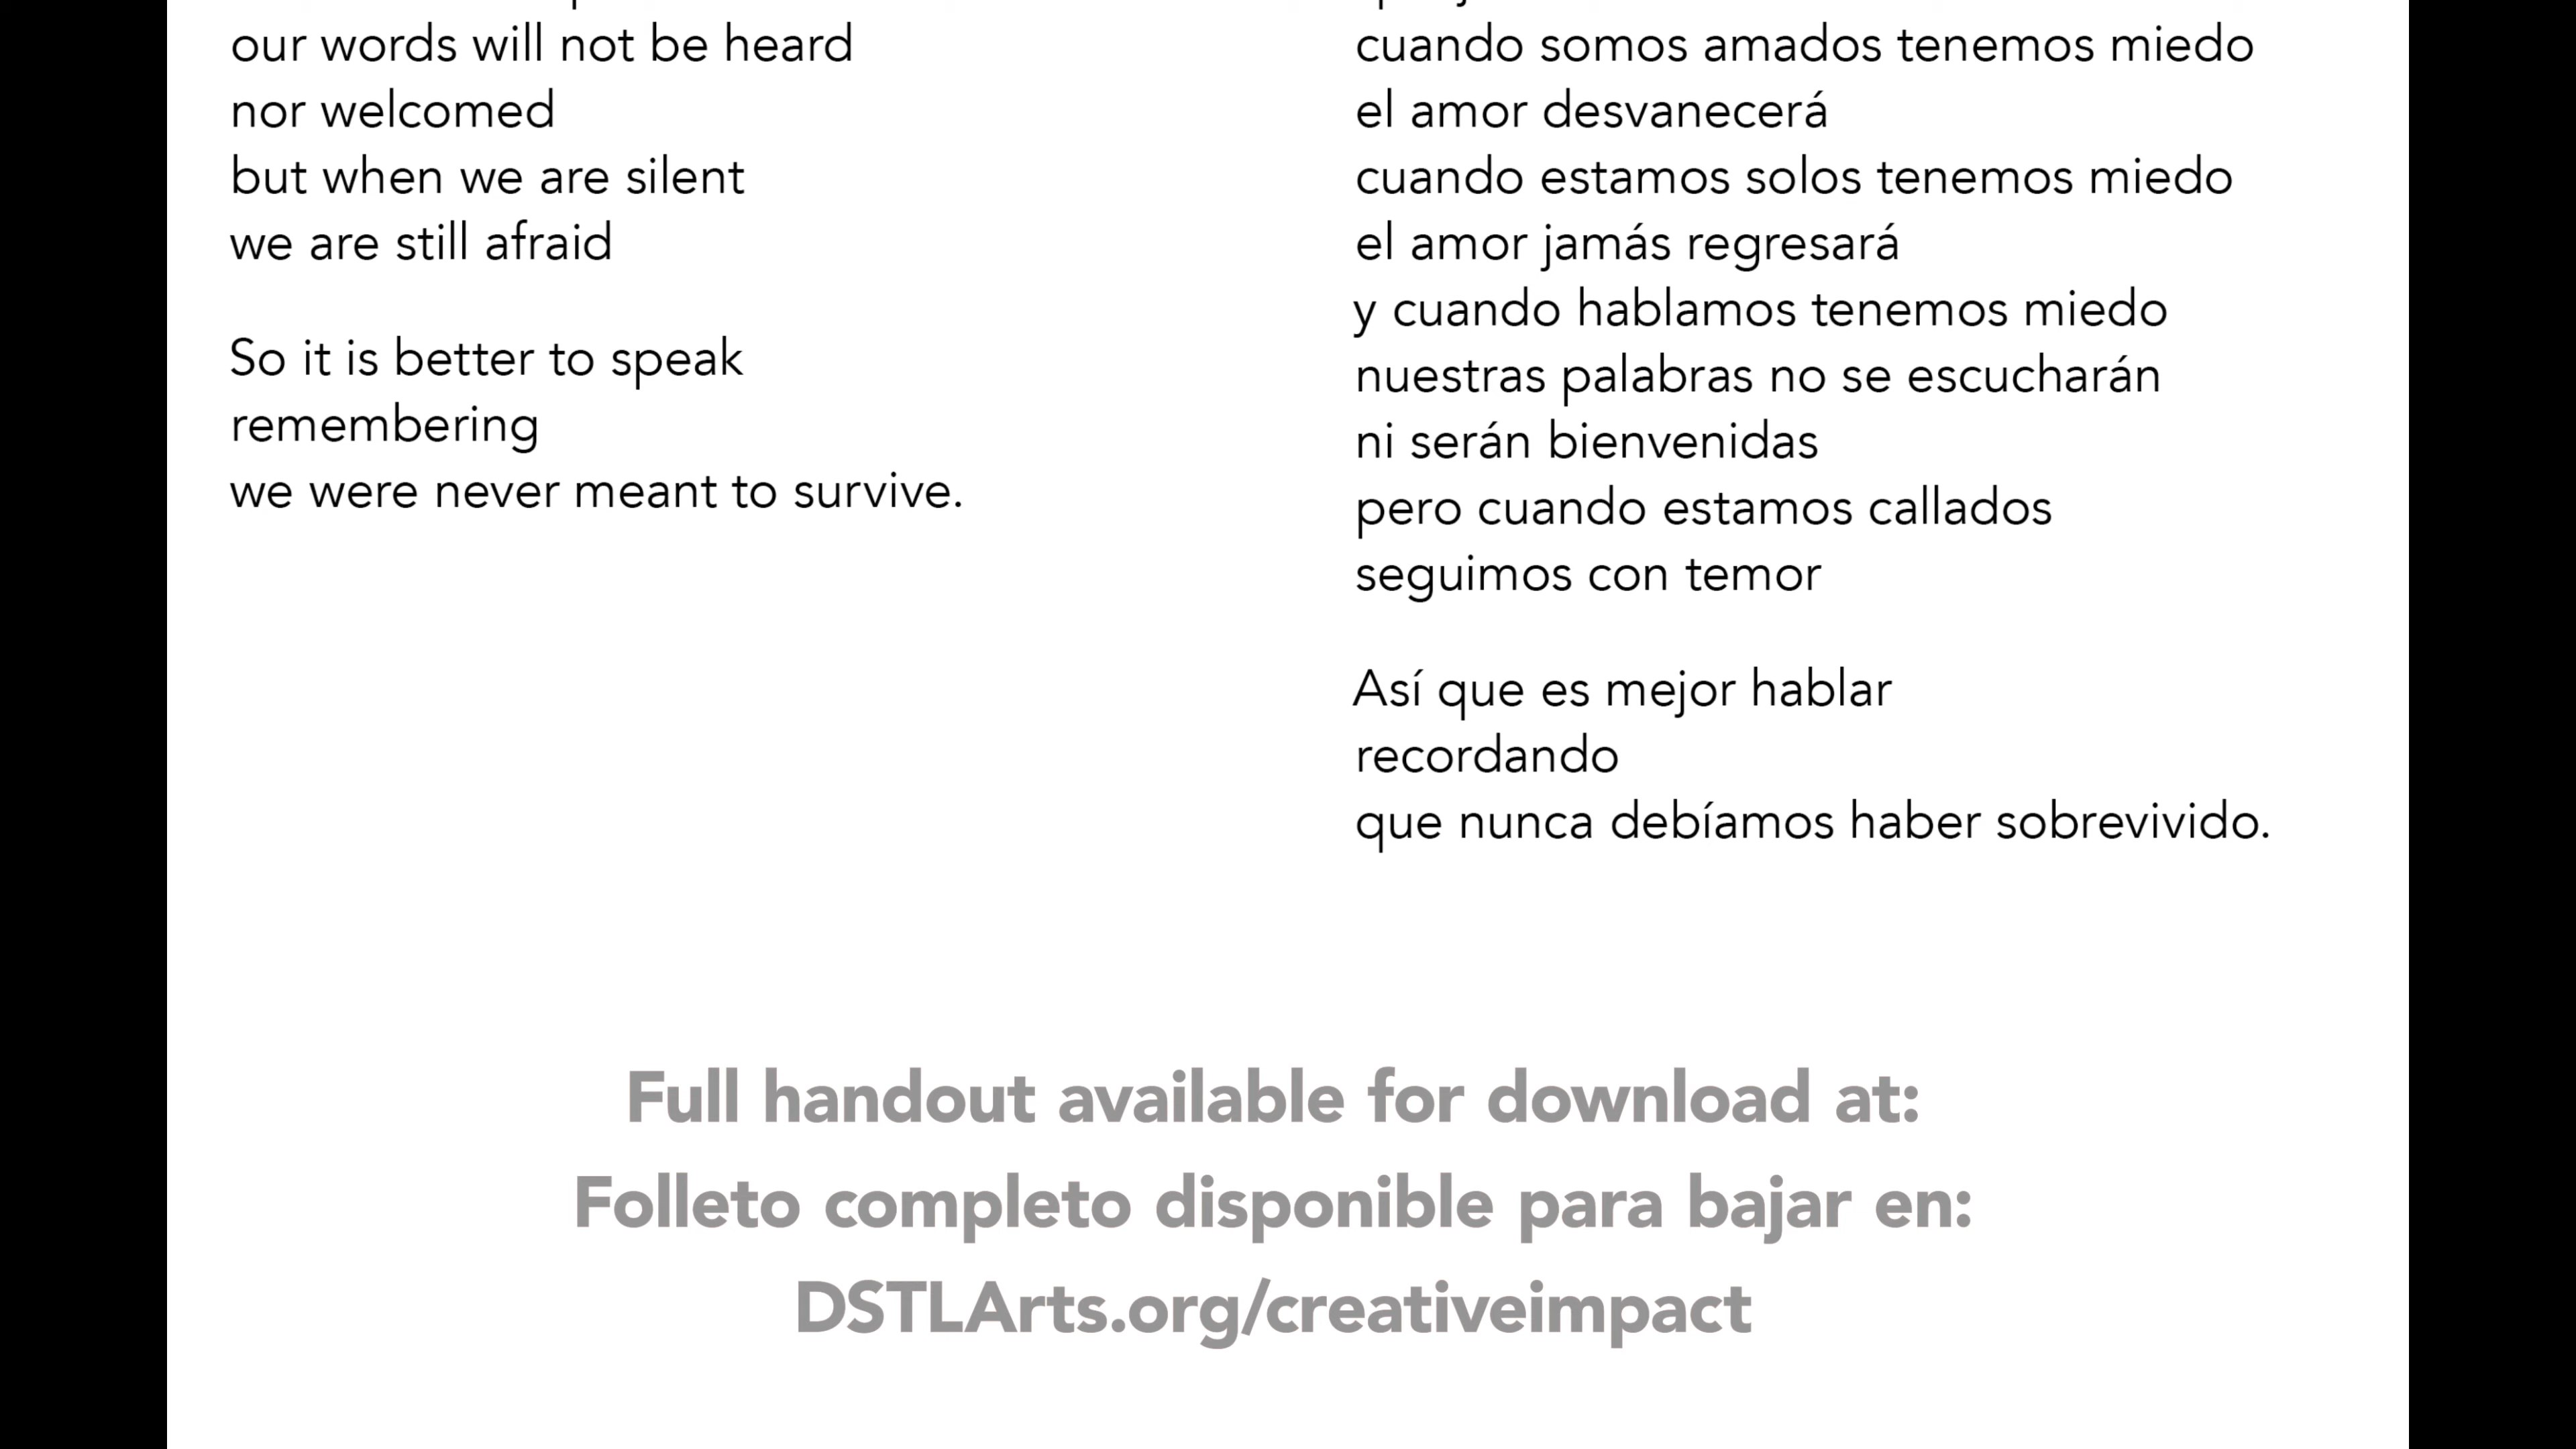 our words will not be heard
nor welcomed
but when we are silent
we are still afraid
So it is better to speak
remembering
we were never meant to survive.
cuando somos amados tenemos miedo
el amor desvanecerá
cuando estamos solos tenemos miedo
el amor jamás regresará
y cuando hablamos tenemos miedo
nuestras palabras no se escucharán
ni serán bienvenidas
pero cuando estamos callados
seguimos con temor
Así que es mejor hablar
recordando
que nunca debíamos haber sobrevivido.
Full handout available for download at:
Folleto completo disponible para bajar en:
DSTLArts.org/creativeimpact